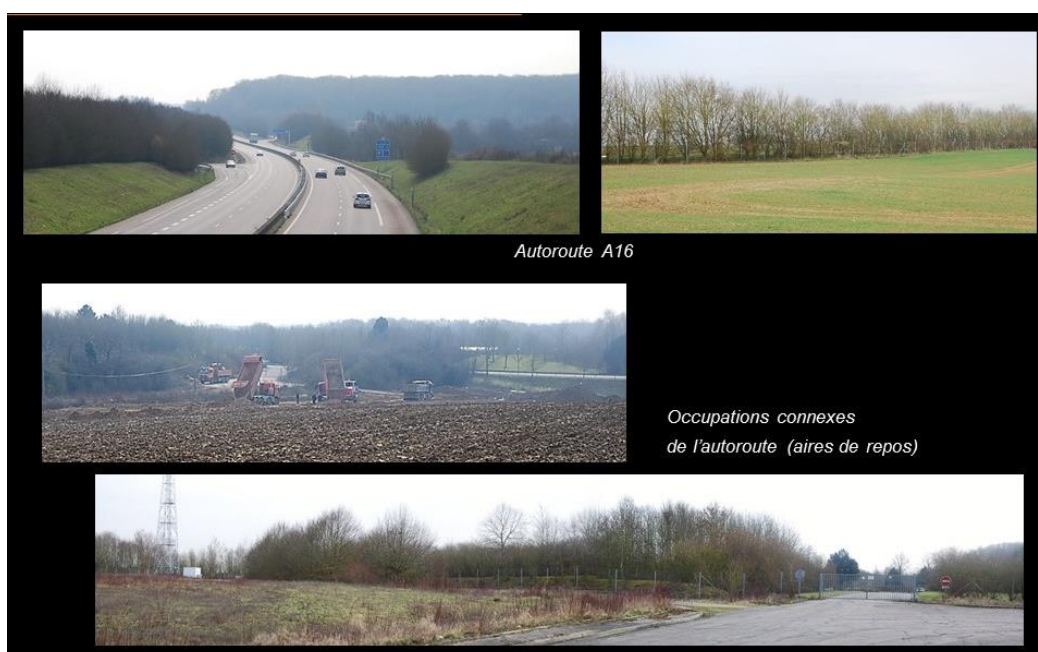 Autoroute A16
Occupations connexes
de l'autoroute (aires de repos)